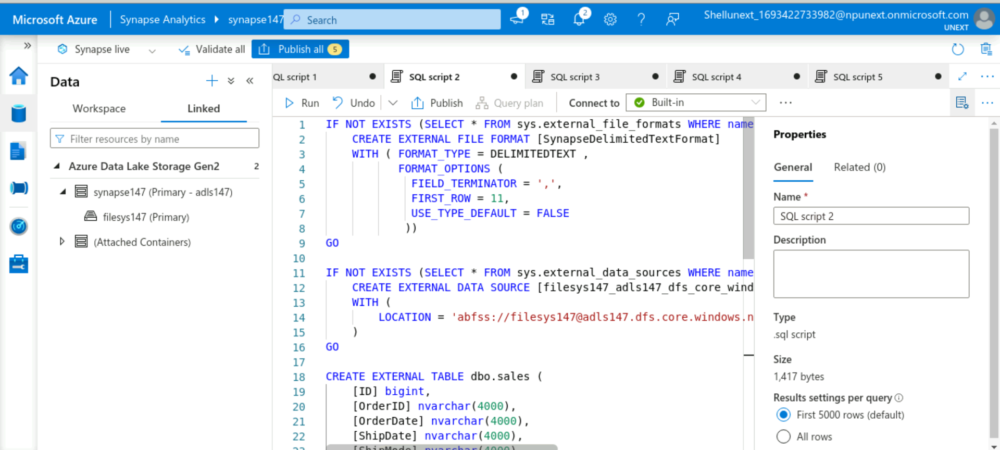 Microsoft Azure
Synapse Analytics
synapse147
Search
1
2
Shellunext_1693422733982@npunext.onmicrosoft.com
UNEXT
Synapse live
Validate all
Publish all 5
Data
Workspace
Linked
Filter resources by name
Azure Data Lake Storage Gen2 2
synapse147 (Primary - adls147)
filesys147 (Primary)
(Attached Containers)
QL script 1
SQL script 2
SQL script 3
SQL script 4
SQL script 5
Run
Undo
Publish
Query plan
Connect to
Built-in
1 IF NOT EXISTS (SELECT * FROM sys.external_file_formats WHERE name
2 CREATE EXTERNAL FILE FORMAT [SynapseDelimitedTextFormat]
3 WITH ( FORMAT_TYPE = DELIMITEDTEXT ,
4 FORMAT_OPTIONS (
5 FIELD_TERMINATOR = ',',
6 FIRST_ROW = 11,
7 USE_TYPE_DEFAULT = FALSE
8 ))
9 GO
10
11 IF NOT EXISTS (SELECT * FROM sys.external_data_sources WHERE name
12 CREATE EXTERNAL DATA SOURCE [filesys147_adls147_dfs_core_wind
13 WITH (
14 LOCATION = 'abfss://filesys147@adls147.dfs.core.windows.n
15 )
16 GO
17
18 CREATE EXTERNAL TABLE dbo.sales (
19 [ID] bigint,
20 [OrderID] nvarchar(4000),
21 [OrderDate] nvarchar(4000),
22 [ShipDate] nvarchar(4000),
23 [ShipMode] nvarchar(4000)
Properties
General
Related (0)
Name *
SQL script 2
Description
Type
.sql script
Size
1,417 bytes
Results settings per query
First 5000 rows (default)
All rows